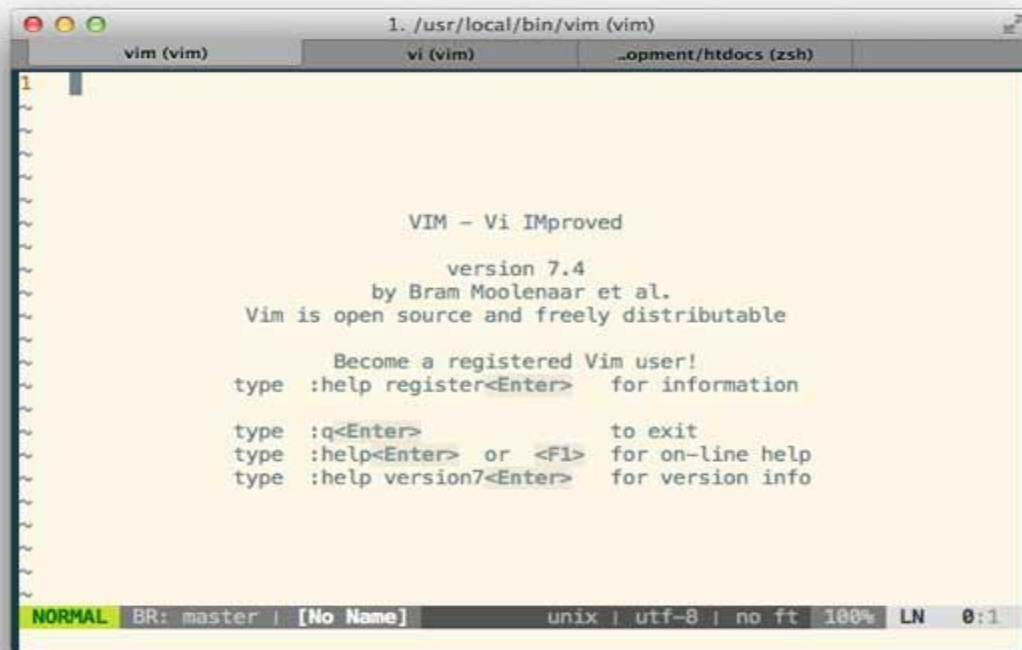 1. /usr/local/bin/vim (vim)
vim (vim) vi (vim) ..opment/htdocs (zsh)
1
~
~
~
~
~
~
VIM - Vi IMproved
~
~
version 7.4
~
by Bram Moolenaar et al.
~
Vim is open source and freely distributable
~
~
Become a registered Vim user!
~
type :help register<Enter> for information
~
~
type :q<Enter> to exit
~
type :help<Enter> or <F1> for on-line help
~
type :help version7<Enter> for version info
~
~
~
~
~
NORMAL BR: master | [No Name] unix | utf-8 | no ft 100% LN 0:1